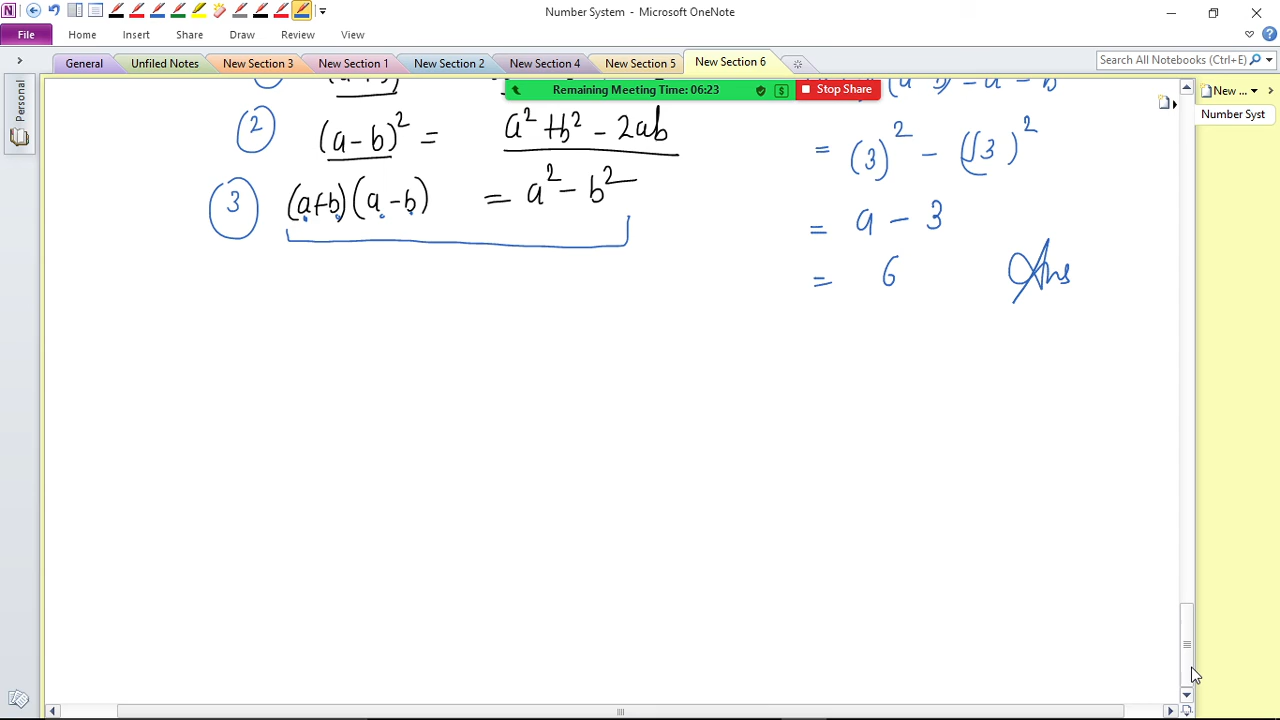 Number System - Microsoft OneNote
File Home Insert Share Draw Review View
General Unfiled Notes New Section 3 New Section 1 New Section 2 New Section 4 New Section 5 New Section 6
Search All Notebooks (Ctrl+E)
Remaining Meeting Time: 06:23 Stop Share
New ...
Number Syst
Personal
② (a-b)² = a² + b² - 2ab
③ (a+b)(a-b) = a² - b²
= (3)² - (√3)²
= 9 - 3
= 6 Ans